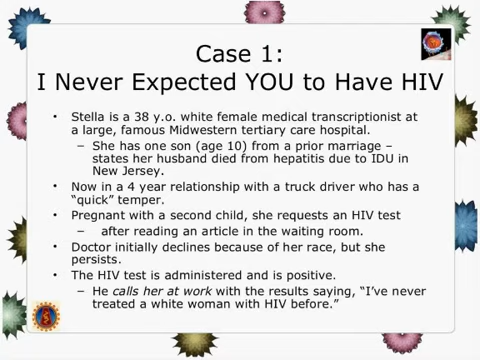 Case 1:
I Never Expected YOU to Have HIV
• Stella is a 38 y.o. white female medical transcriptionist at
a large, famous Midwestern tertiary care hospital.
– She has one son (age 10) from a prior marriage –
states her husband died from hepatitis due to IDU in
New Jersey.
• Now in a 4 year relationship with a truck driver who has a
“quick” temper.
• Pregnant with a second child, she requests an HIV test
– after reading an article in the waiting room.
• Doctor initially declines because of her race, but she
persists.
• The HIV test is administered and is positive.
– He calls her at work with the results saying, “I’ve never
treated a white woman with HIV before.”